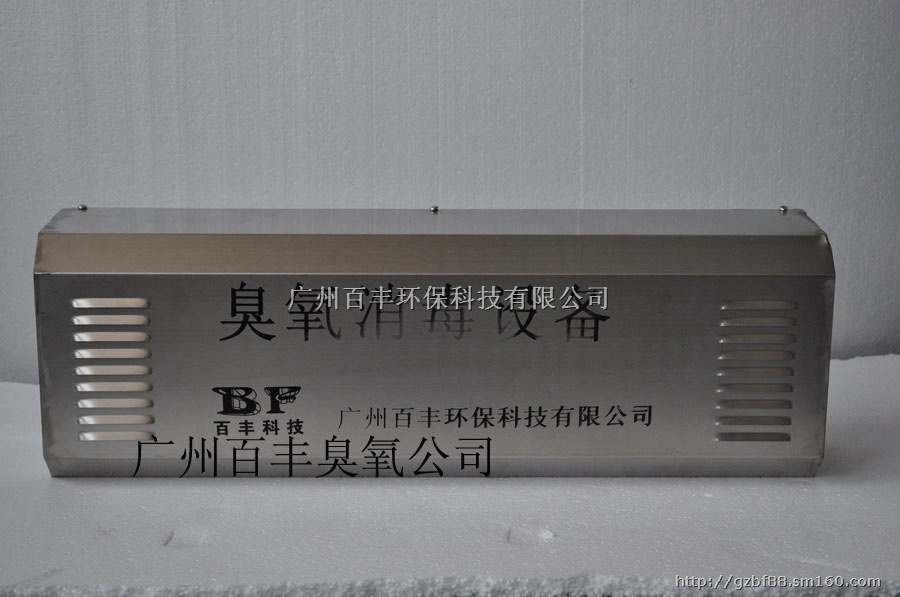 广州百丰环保科技有限公司
臭氧消毒设备
BF
百丰科技
广州百丰环保科技有限公司
广州百丰臭氧公司
http://gzbf88.sm160.com/